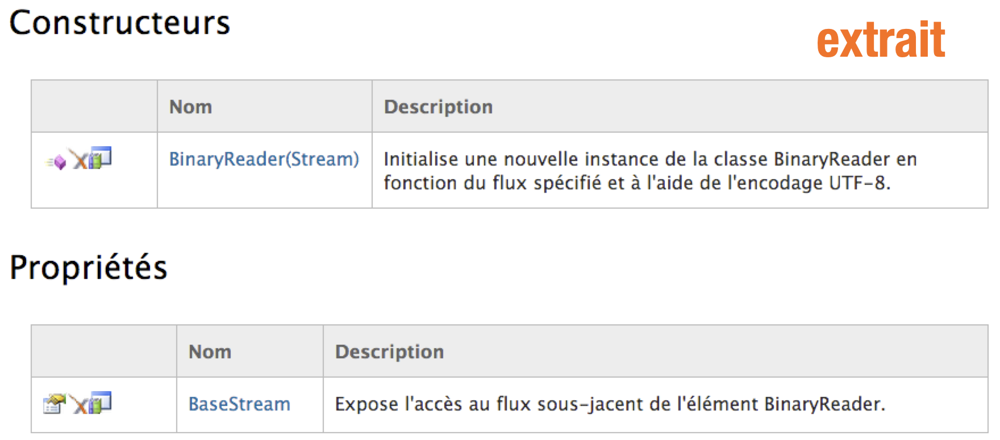 Constructeurs
extrait
Nom Description
BinaryReader(Stream) Initialise une nouvelle instance de la classe BinaryReader en
fonction du flux spécifié et à l'aide de l'encodage UTF-8.
Propriétés
Nom Description
BaseStream Expose l'accès au flux sous-jacent de l'élément BinaryReader.